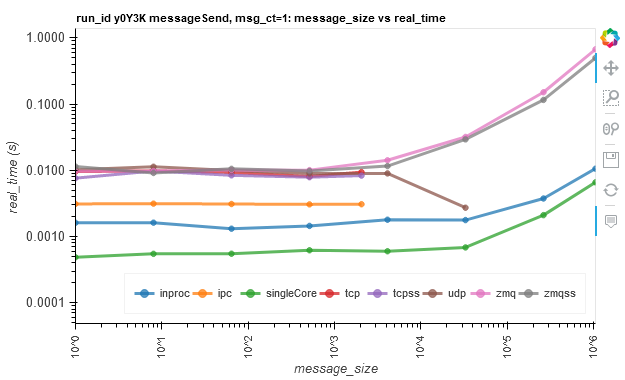 run_id y0Y3K messageSend, msg_ct=1: message_size vs real_time
1.0000
0.1000
0.0100
0.0010
0.0001
real_time (s)
inproc ipc singleCore tcp tcpss udp zmq zmqss
10^0 10^1 10^2 10^3 10^4 10^5 10^6
message_size